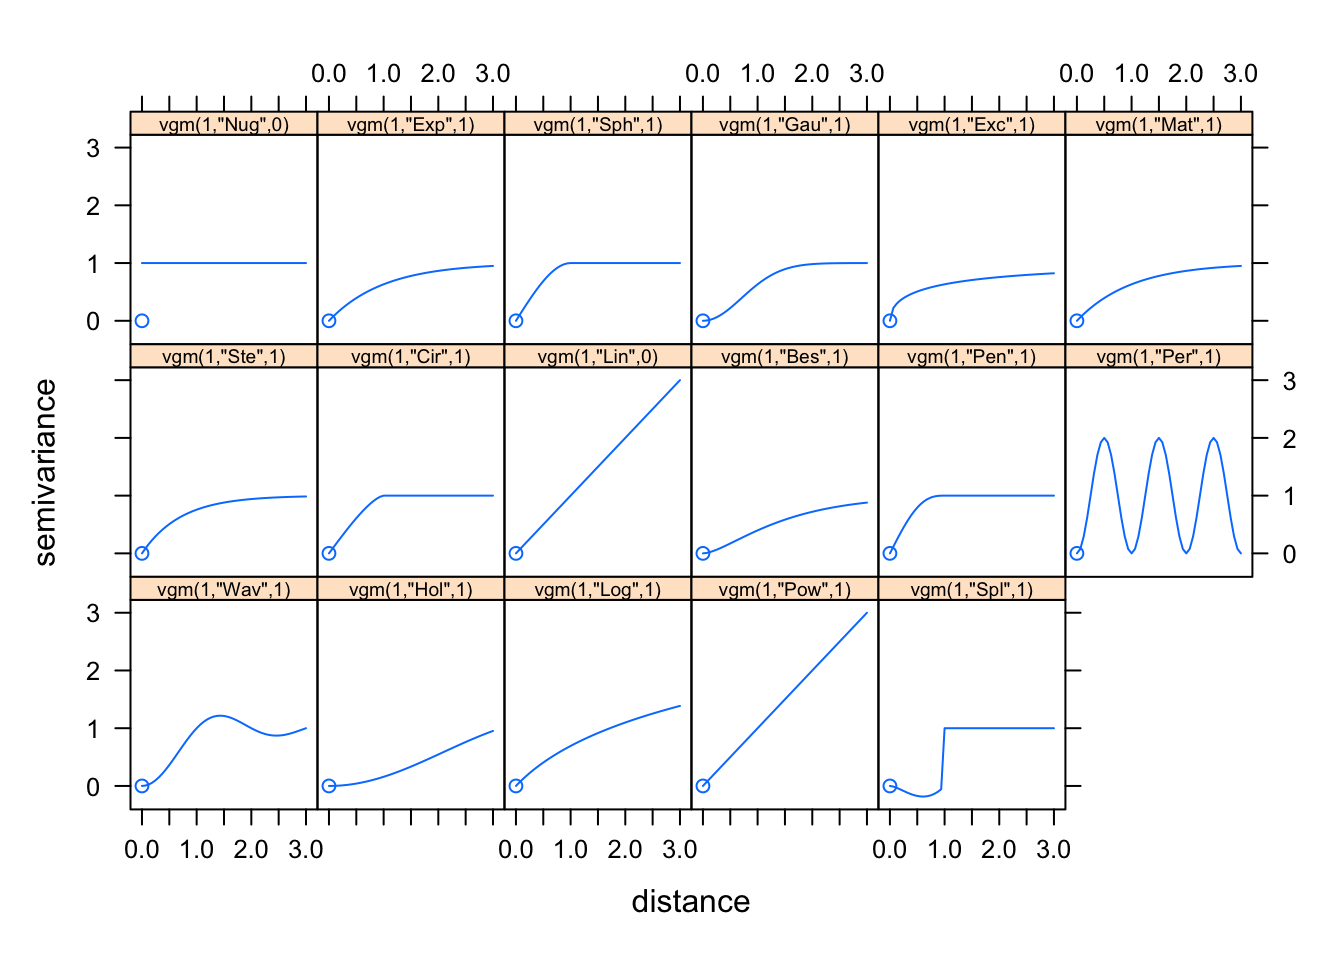 0.0 1.0 2.0 3.0 0.0 1.0 2.0 3.0 0.0 1.0 2.0 3.0
vgm(1,"Nug",0) vgm(1,"Exp",1) vgm(1,"Sph",1) vgm(1,"Gau",1) vgm(1,"Exc",1) vgm(1,"Mat",1)
3
2
1
0
vgm(1,"Ste",1) vgm(1,"Cir",1) vgm(1,"Lin",0) vgm(1,"Bes",1) vgm(1,"Pen",1) vgm(1,"Per",1)
3
2
1
0
semivariance
vgm(1,"Wav",1) vgm(1,"Hol",1) vgm(1,"Log",1) vgm(1,"Pow",1) vgm(1,"Spl",1)
3
2
1
0
0.0 1.0 2.0 3.0 0.0 1.0 2.0 3.0 0.0 1.0 2.0 3.0
distance